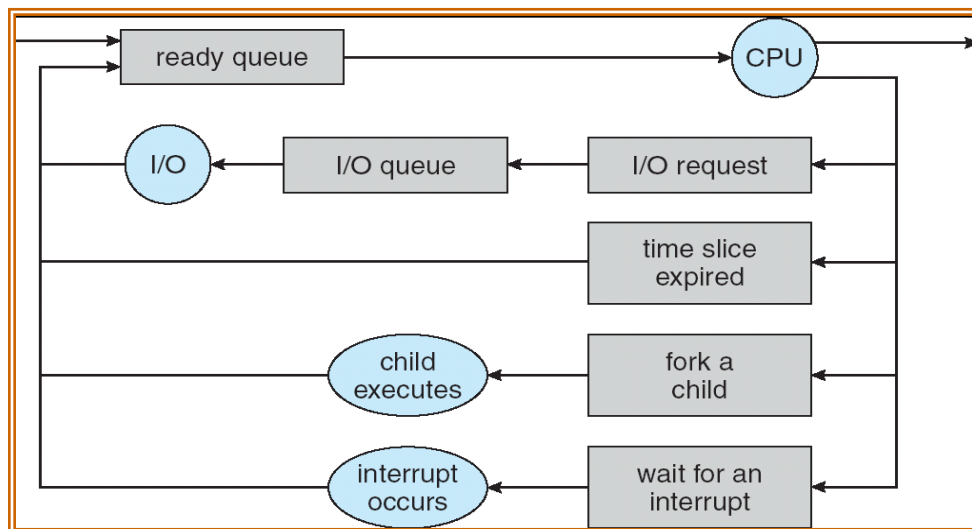 ready queue
CPU
I/O
I/O queue
I/O request
time slice
expired
child
executes
fork a
child
interrupt
occurs
wait for an
interrupt